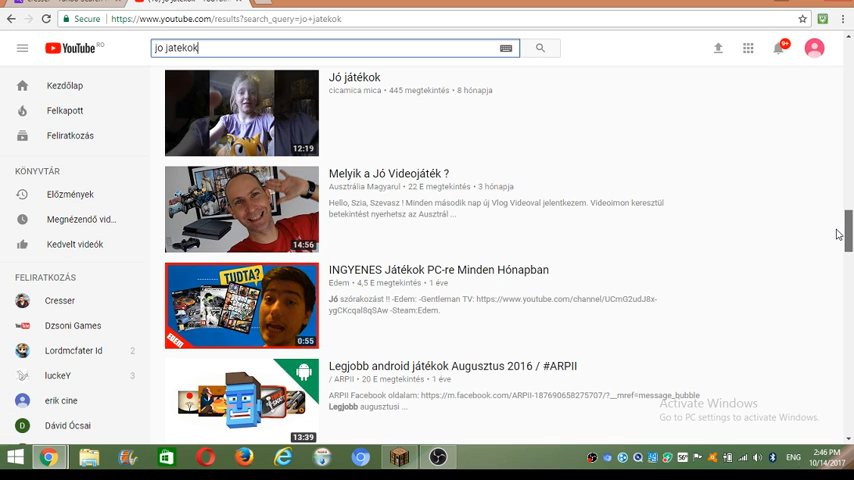 Secure
https://www.youtube.com/results?search_query=jo+jatekok
YouTube RO
jo jatekok
9+
Kezdőlap
Felkapott
Feliratkozás
KÖNYVTÁR
Előzmények
Megnézendő vid...
Kedvelt videók
FELIRATKOZÁS
Cresser
Dzsoni Games
Lordmcfater Id 2
luckeY 3
erik cine
Dávid Ócsai
Jó játékok
cicamica mica • 445 megtekintés • 8 hónapja
12:19
Melyik a Jó Videojáték ?
Ausztrália Magyarul • 22 E megtekintés • 3 hónapja
Hello, Szia, Szevasz ! Minden második nap új Vlog Videoval jelentkezem. Videoimon keresztül
betekintést nyerhetsz az Ausztrál ...
14:56
INGYENES Játékok PC-re Minden Hónapban
Edem • 4,5 E megtekintés • 1 éve
Jó szórakozást !! -Edem: -Gentleman TV: https://www.youtube.com/channel/UCmG2udJ8x-
ygCKcqal8qSAw -Steam:Edem.
TUDTA?
EDEM
0:55
Legjobb android játékok Augusztus 2016 / #ARPII
/ ARPII • 20 E megtekintés • 1 éve
ARPII Facebook oldalam: https://m.facebook.com/ARPII-187690658275707/?__mref=message_bubble
Legjobb augusztusi ...
13:39
Activate Windows
Go to PC settings to activate Windows.
56°
ENG
2:46 PM
10/14/2017